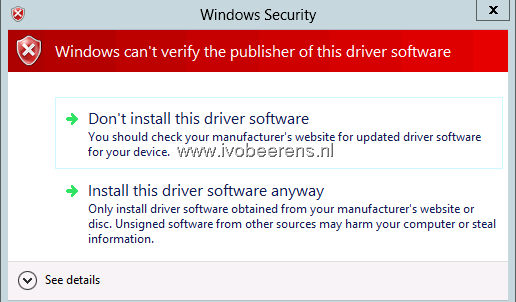 Windows Security
Windows can't verify the publisher of this driver software
Don't install this driver software
You should check your manufacturer's website for updated driver software
for your device.
www.ivobeerens.nl
Install this driver software anyway
Only install driver software obtained from your manufacturer's website or
disc. Unsigned software from other sources may harm your computer or steal
information.
See details